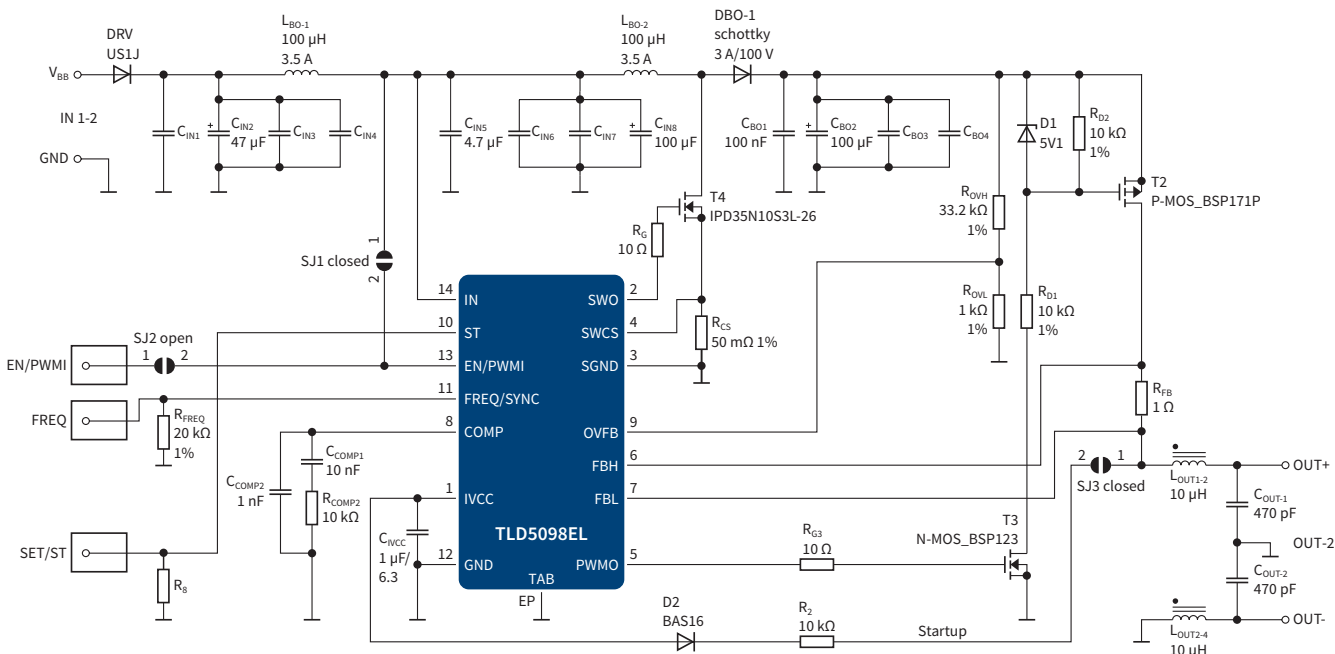 DRV
US1J
L_BO-1
100 µH
3.5 A
L_BO-2
100 µH
3.5 A
DBO-1
schottky
3 A/100 V
V_BB
IN 1-2
GND
C_IN1
+
C_IN2
47 µF
C_IN3
C_IN4
C_IN5
4.7 µF
C_IN6
C_IN7
+
C_IN8
100 µF
C_BO1
100 nF
+
C_BO2
100 µF
C_BO3
C_BO4
D1
5V1
R_D2
10 kΩ
1%
T2
P-MOS_BSP171P
T4
IPD35N10S3L-26
R_G
10 Ω
R_OVH
33.2 kΩ
1%
SJ1 closed
1
2
R_OVL
1 kΩ
1%
R_D1
10 kΩ
1%
R_CS
50 mΩ 1%
14
IN
SWO
2
10
ST
SWCS
4
13
EN/PWMI
SGND
3
11
FREQ/SYNC
8
COMP
OVFB
9
FBH
6
1
IVCC
FBL
7
TLD5098EL
12
GND
PWMO
5
TAB
EP
SJ2 open
1
2
EN/PWMI
FREQ
R_FREQ
20 kΩ
1%
C_COMP1
10 nF
C_COMP2
1 nF
R_COMP2
10 kΩ
C_IVCC
1 µF/
6.3
SET/ST
R_8
R_FB
1 Ω
2
1
SJ3 closed
L_OUT1-2
10 µH
OUT+
C_OUT-1
470 pF
OUT-2
C_OUT-2
470 pF
OUT-
L_OUT2-4
10 µH
R_G3
10 Ω
T3
N-MOS_BSP123
D2
BAS16
R_2
10 kΩ
Startup